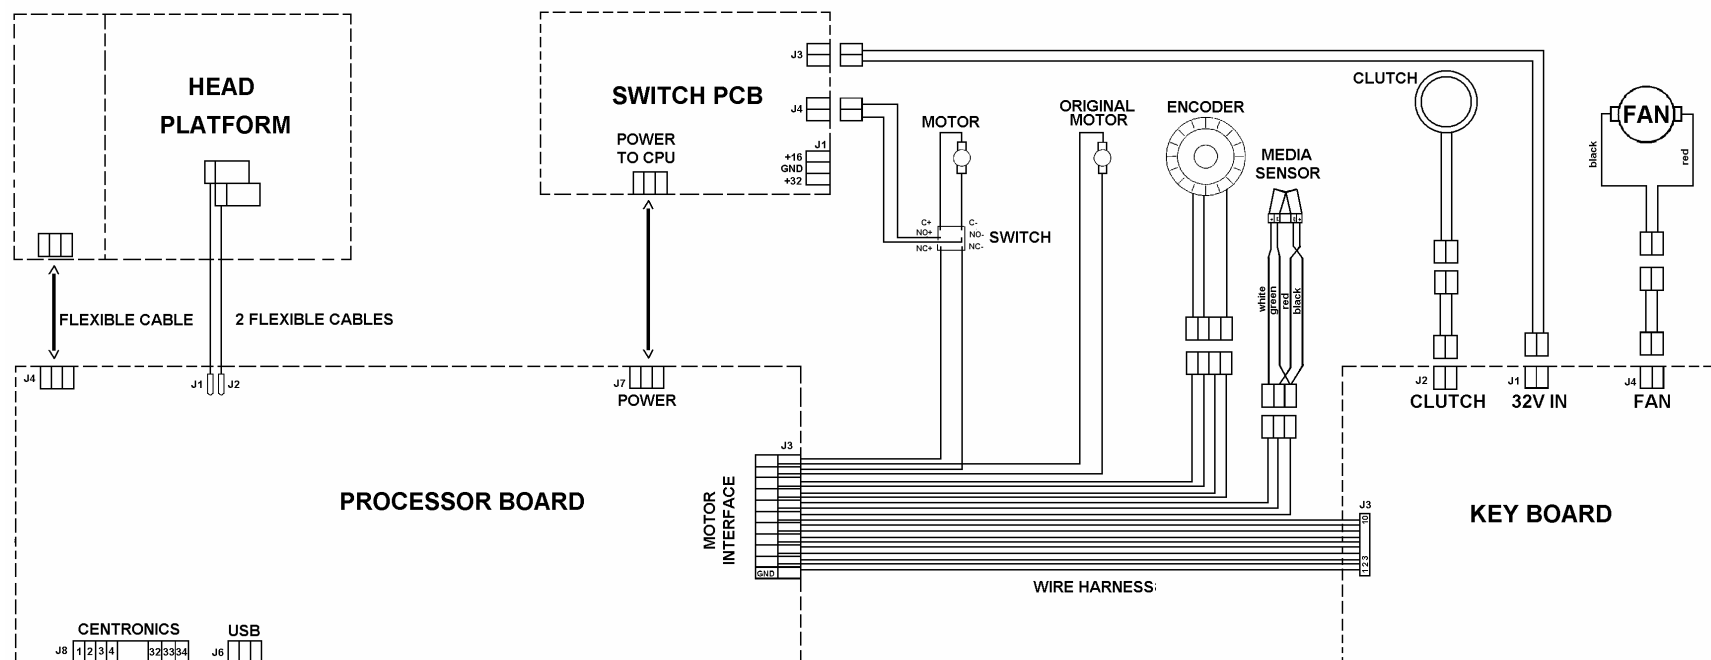 HEAD
PLATFORM
SWITCH PCB
POWER
TO CPU
J3
J4
J1
+16
GND
+32
MOTOR
ORIGINAL
MOTOR
ENCODER
MEDIA
SENSOR
CLUTCH
FAN
black
red
C+
C-
NO+
NO-
NC+
NC-
SWITCH
white
green
red
black
FLEXIBLE CABLE
2 FLEXIBLE CABLES
J4
J1
J2
J7
POWER
J2
CLUTCH
J1
32V IN
J4
FAN
J3
MOTOR
INTERFACE
GND
PROCESSOR BOARD
J3
10
1 2 3
KEY BOARD
WIRE HARNESS
CENTRONICS
J8
1 2 3 4
32 33 34
USB
J6